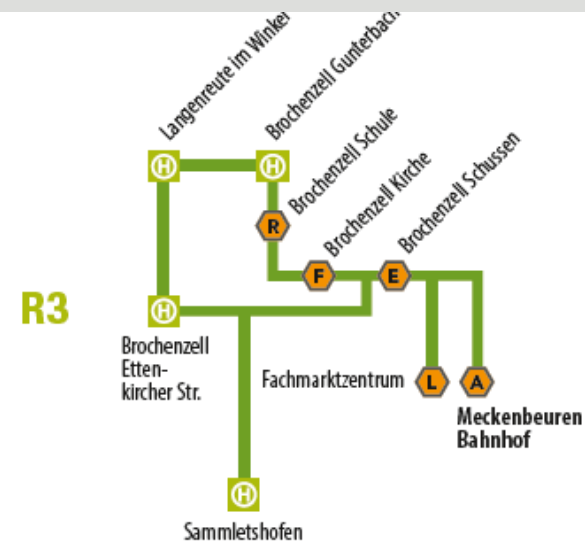 Langenreute im Winkel
Brochenzell Gunterbach
H
H
Brochenzell Schule
R
Brochenzell Kirche
F
Brochenzell Schussen
E
R3
H
Brochenzell
Etten-
kircher Str.
Fachmarktzentrum
L
A
Meckenbeuren
Bahnhof
H
Sammletshofen